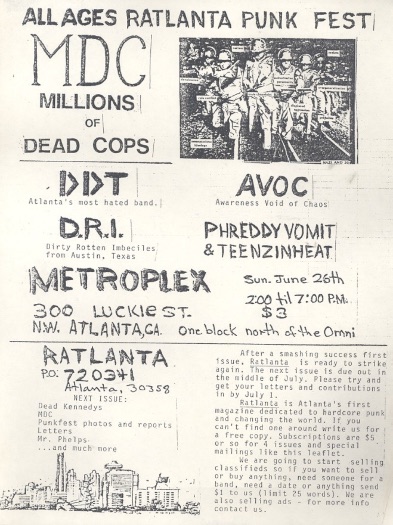 ALL AGES RATLANTA PUNK FEST
MDC
MILLIONS
OF
DEAD COPS
DDT
Atlanta's most hated band.
AVOC
Awareness Void of Chaos
D.R.I.
Dirty Rotten Imbeciles
from Austin, Texas
PHREDDY VOMIT
& TEENZINHEAT
METROPLEX
Sun. June 26th
2:00 til 7:00 P.M.
$3
300 LUCKIE ST.
N.W. ATLANTA, GA. One block north of the Omni
RATLANTA
P.O. 720341
Atlanta, 30358
NEXT ISSUE:
Dead Kennedys
MDC
Punkfest photos and reports
Letters
Mr. Phelps
...and much more
After a smashing success first
issue, Ratlanta is ready to strike
again. The next issue is due out in
the middle of July. Please try and
get your letters and contributions
in by July 1.
Ratlanta is Atlanta's first
magazine dedicated to hardcore punk
and changing the world. If you
can't find one around write us for
a free copy. Subscriptions are $5
or so for 4 issues and special
mailings like this leaflet.
We are going to start selling
classifieds so if you want to sell
or buy anything, need someone for a
band, need a date or anything send
$1 to us (limit 25 words). We are
also selling ads - for more info
contact us.